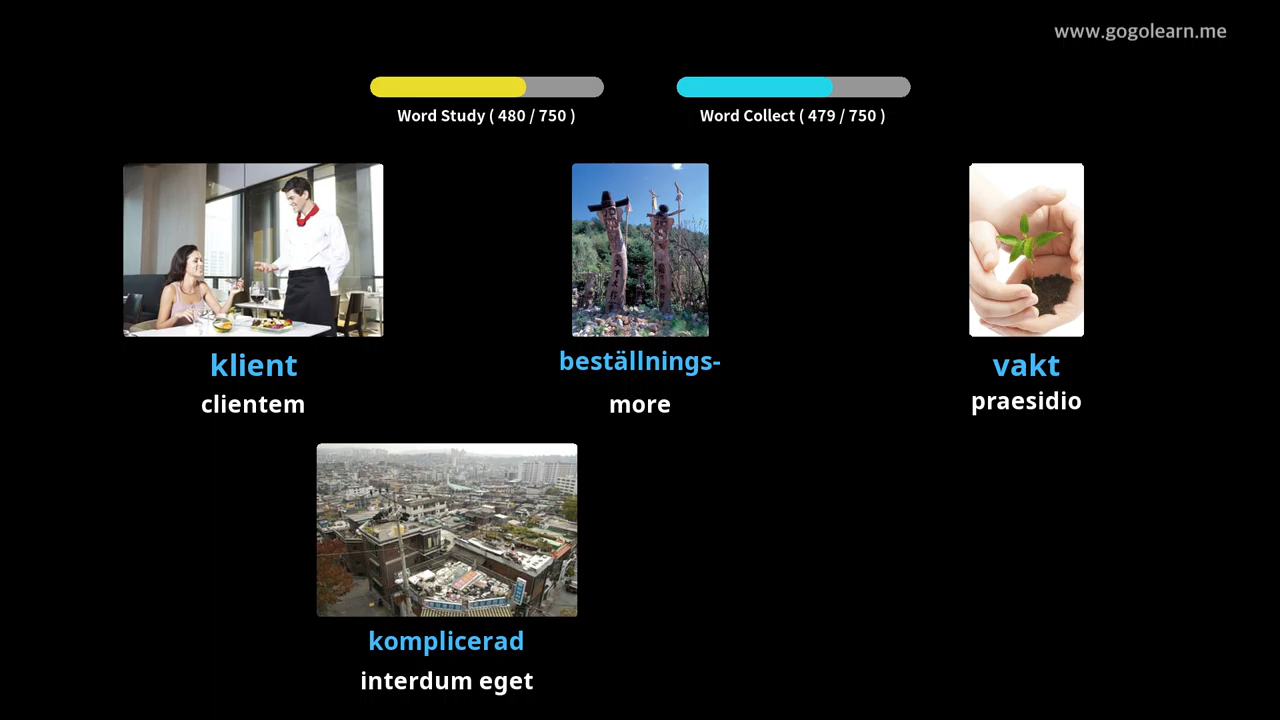 www.gogolearn.me
Word Study ( 480 / 750 )
Word Collect ( 479 / 750 )
klient
beställnings-
vakt
clientem
more
praesidio
komplicerad
interdum eget